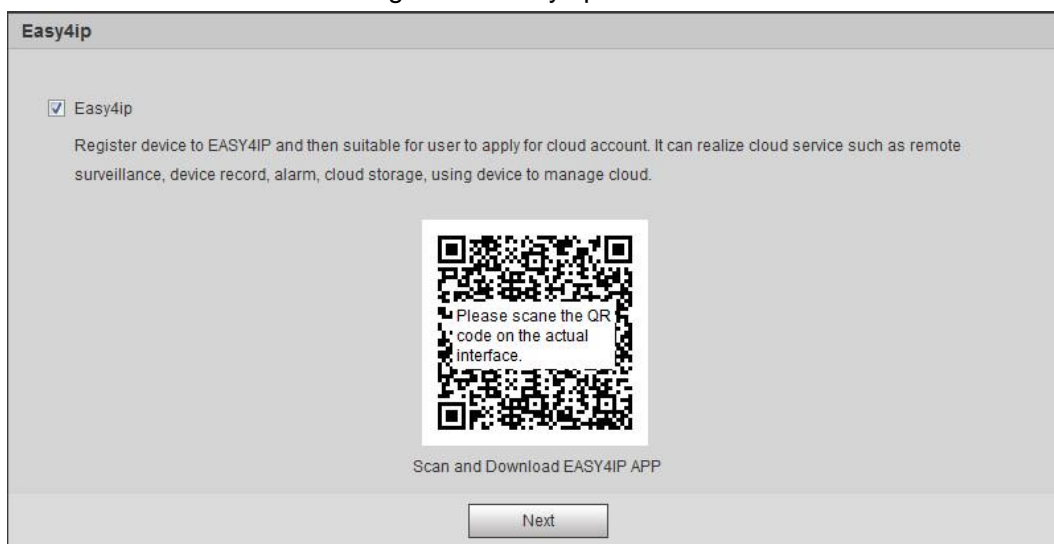 Easy4ip
Easy4ip
Register device to EASY4IP and then suitable for user to apply for cloud account. It can realize cloud service such as remote
surveillance, device record, alarm, cloud storage, using device to manage cloud.
Please scane the QR
code on the actual
interface.
Scan and Download EASY4IP APP
Next